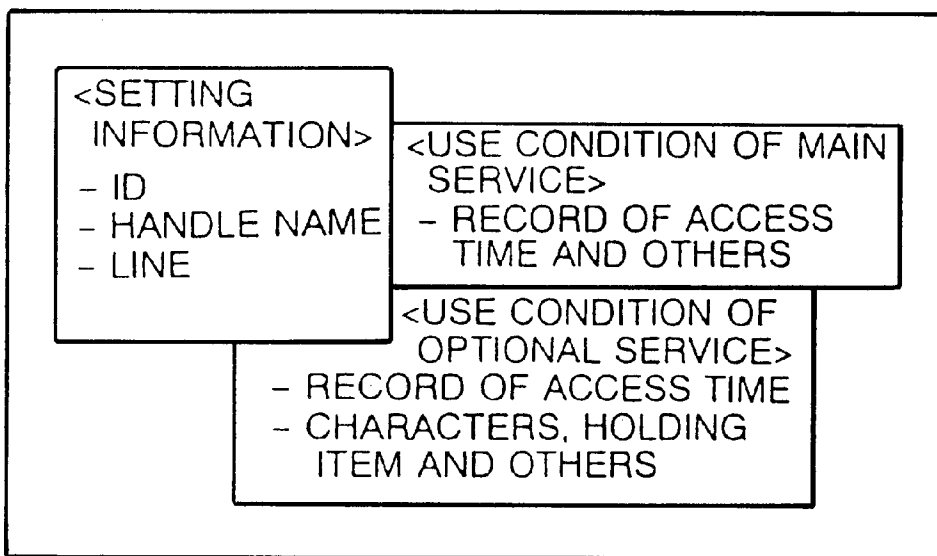 <SETTING
INFORMATION>
– ID
– HANDLE NAME
– LINE
<USE CONDITION OF MAIN
SERVICE>
– RECORD OF ACCESS
TIME AND OTHERS
<USE CONDITION OF
OPTIONAL SERVICE>
– RECORD OF ACCESS TIME
– CHARACTERS, HOLDING
ITEM AND OTHERS